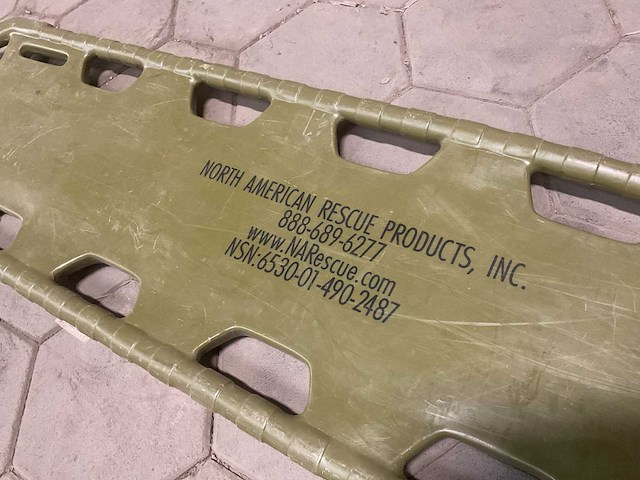 NORTH AMERICAN RESCUE PRODUCTS, INC.
888-689-6277
www.NARescue.com
NSN:6530-01-490-2487